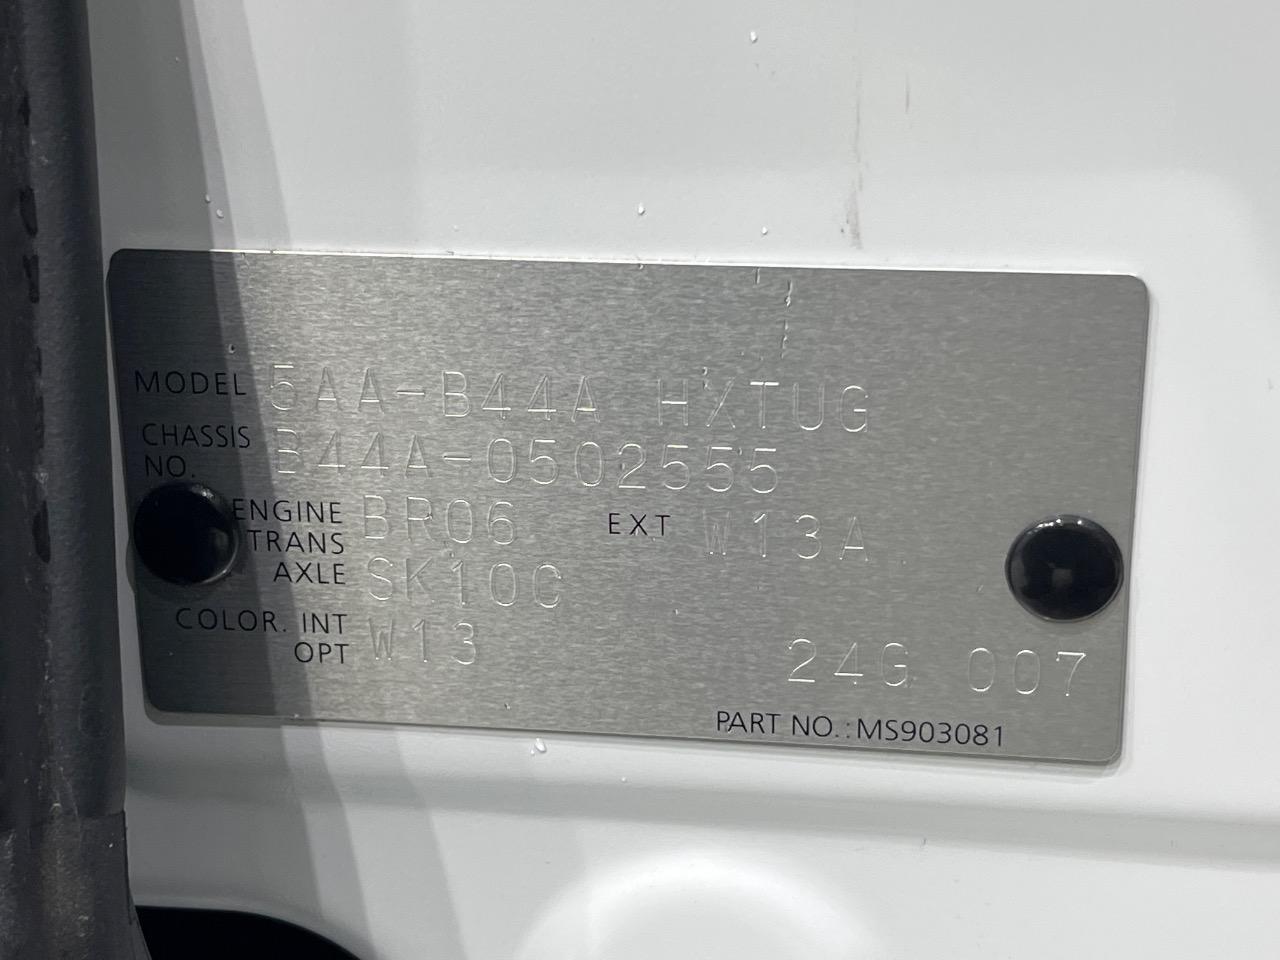 MODEL 5AA-B44A HXTUG
CHASSIS NO. B44A-0502555
ENGINE BR06 EXT W13A
TRANS AXLE SK10C
COLOR. INT OPT W13
24G 007
PART NO.:MS903081